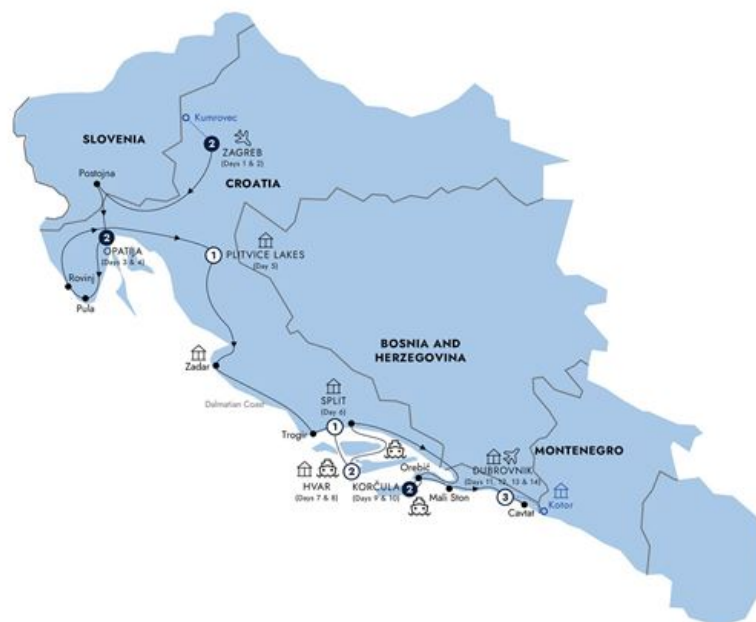 Kumrovec
SLOVENIA
2
ZAGREB
(Days 1 & 2)
Postojna
CROATIA
2
OPATIJA
(Days 3 & 4)
1
PLITVICE LAKES
(Day 5)
Rovinj
Pula
BOSNIA AND
HERZEGOVINA
Zadar
Dalmatian Coast
SPLIT
(Day 6)
1
Trogir
MONTENEGRO
2
HVAR
(Days 7 & 8)
KORČULA
(Days 9 & 10)
2
Orebić
Mali Ston
DUBROVNIK
(Days 11, 12, 13 & 14)
3
Cavtat
Kotor